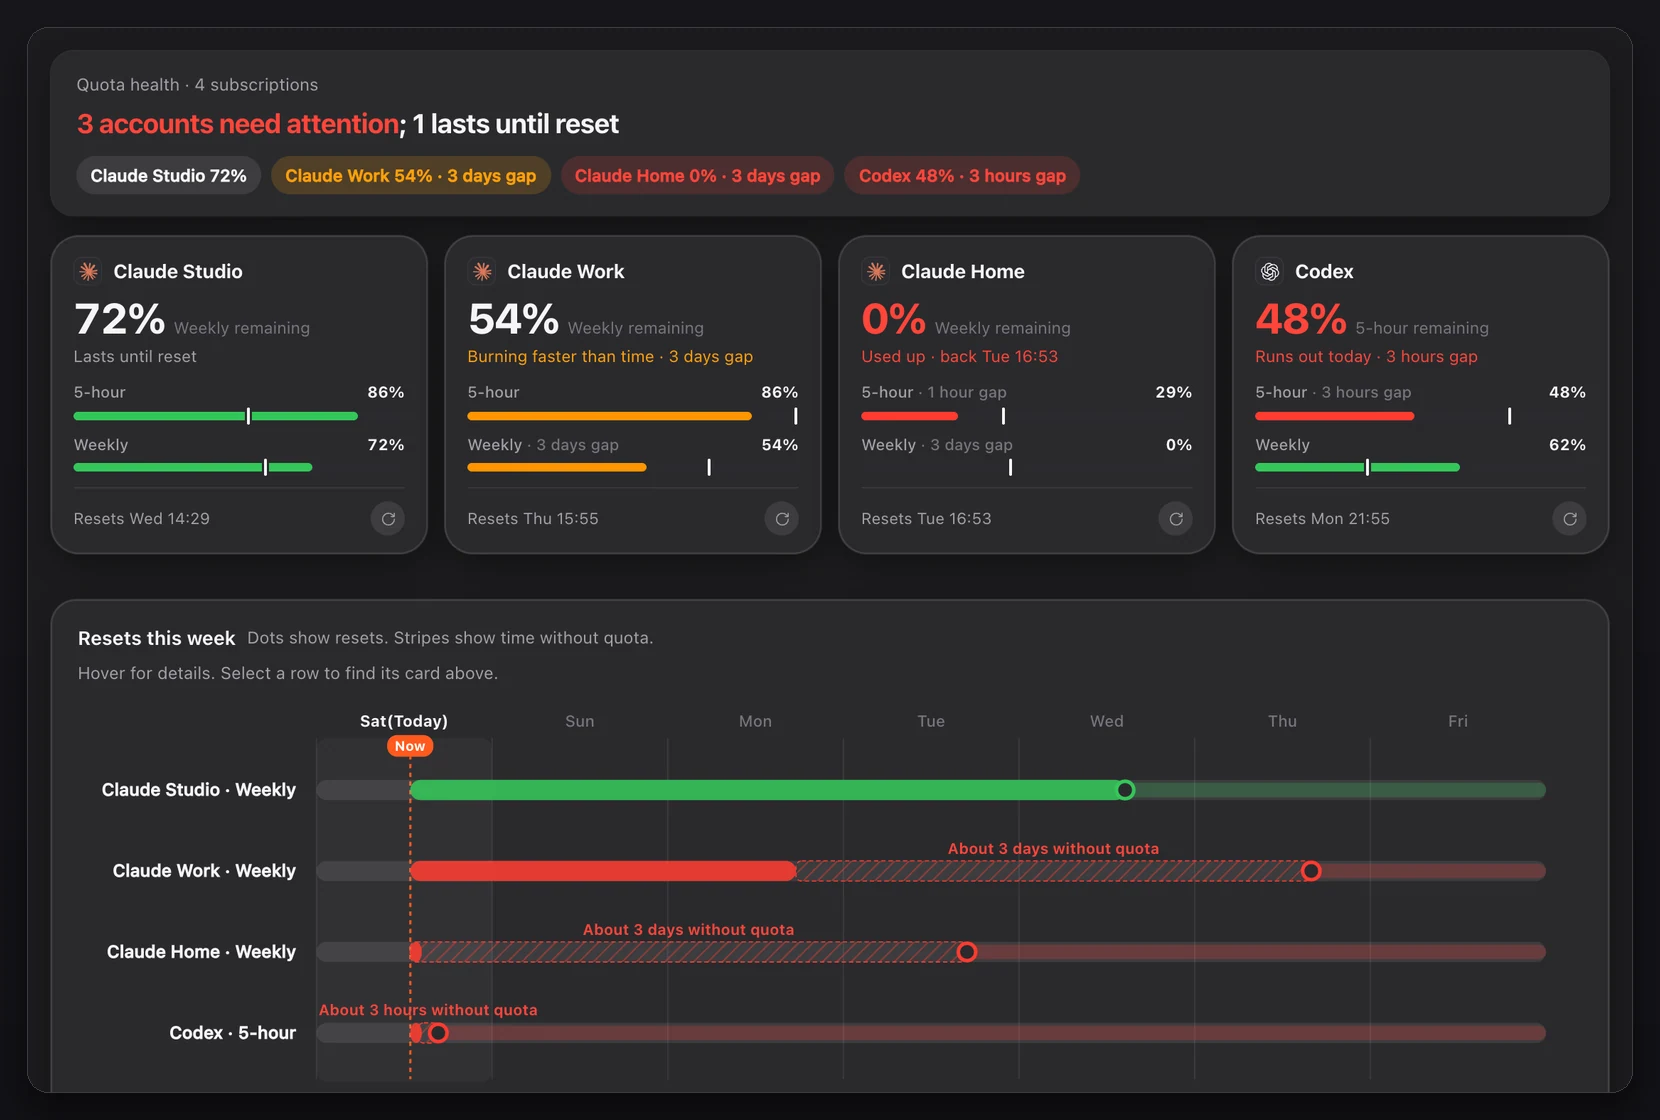 Quota health · 4 subscriptions
3 accounts need attention; 1 lasts until reset
Claude Studio 72%
Claude Work 54% · 3 days gap
Claude Home 0% · 3 days gap
Codex 48% · 3 hours gap
Claude Studio
72% Weekly remaining
Lasts until reset
5-hour 86%
Weekly 72%
Resets Wed 14:29
Claude Work
54% Weekly remaining
Burning faster than time · 3 days gap
5-hour 86%
Weekly · 3 days gap 54%
Resets Thu 15:55
Claude Home
0% Weekly remaining
Used up · back Tue 16:53
5-hour · 1 hour gap 29%
Weekly · 3 days gap 0%
Resets Tue 16:53
Codex
48% 5-hour remaining
Runs out today · 3 hours gap
5-hour · 3 hours gap 48%
Weekly 62%
Resets Mon 21:55
Resets this week Dots show resets. Stripes show time without quota.
Hover for details. Select a row to find its card above.
Sat(Today) Sun Mon Tue Wed Thu Fri
Now
Claude Studio · Weekly
About 3 days without quota
Claude Work · Weekly
About 3 days without quota
Claude Home · Weekly
About 3 hours without quota
Codex · 5-hour